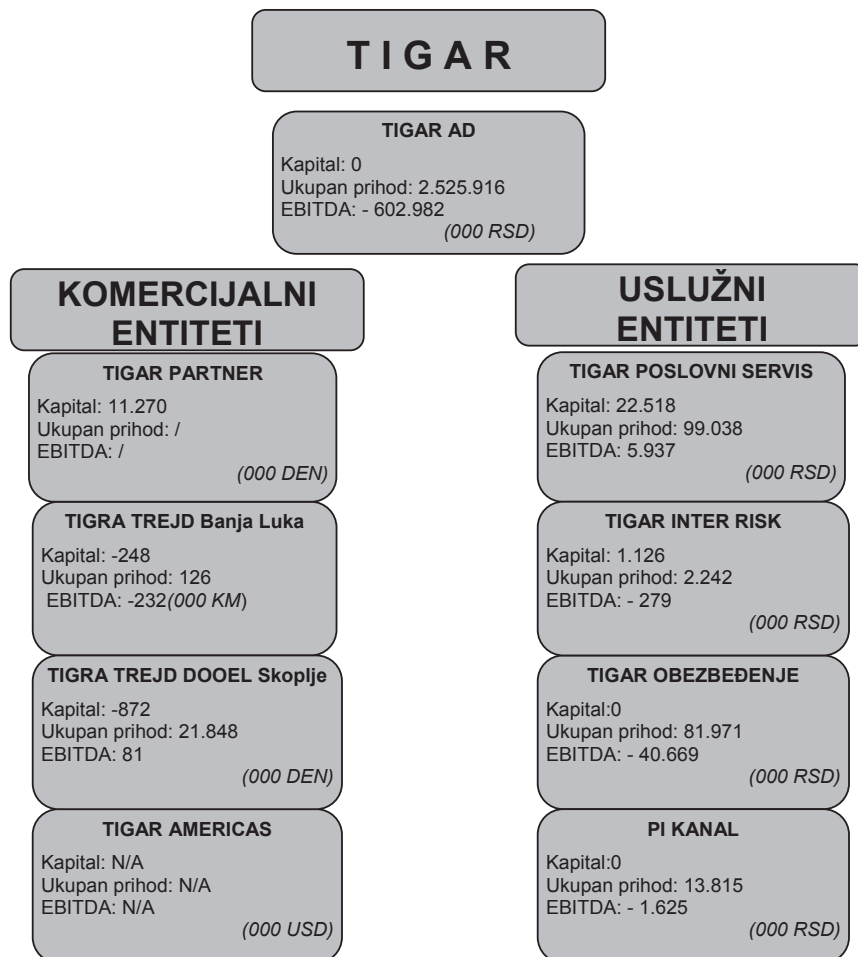 T I G A R
TIGAR AD
Kapital: 0
Ukupan prihod: 2.525.916
EBITDA: - 602.982
(000 RSD)
KOMERCIJALNI
ENTITETI
TIGAR PARTNER
Kapital: 11.270
Ukupan prihod: /
EBITDA: /
(000 DEN)
TIGRA TREJD Banja Luka
Kapital: -248
Ukupan prihod: 126
EBITDA: -232(000 KM)
TIGRA TREJD DOOEL Skoplje
Kapital: -872
Ukupan prihod: 21.848
EBITDA: 81
(000 DEN)
TIGAR AMERICAS
Kapital: N/A
Ukupan prihod: N/A
EBITDA: N/A
(000 USD)
USLUŽNI
ENTITETI
TIGAR POSLOVNI SERVIS
Kapital: 22.518
Ukupan prihod: 99.038
EBITDA: 5.937
(000 RSD)
TIGAR INTER RISK
Kapital: 1.126
Ukupan prihod: 2.242
EBITDA: - 279
(000 RSD)
TIGAR OBEZBEĐENJE
Kapital:0
Ukupan prihod: 81.971
EBITDA: - 40.669
(000 RSD)
PI KANAL
Kapital:0
Ukupan prihod: 13.815
EBITDA: - 1.625
(000 RSD)